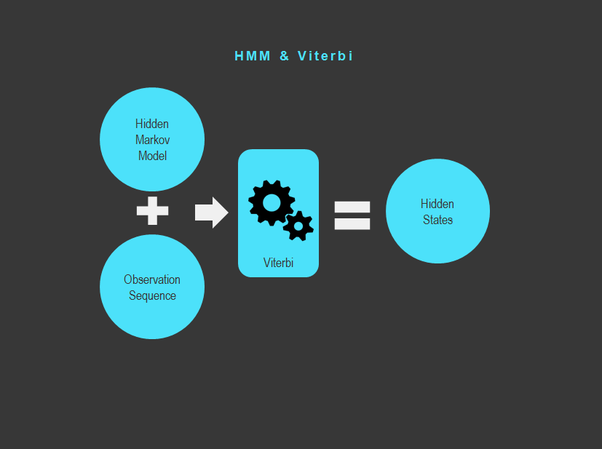 HMM & Viterbi
Hidden
Markov
Model
Observation
Sequence
Viterbi
Hidden
States